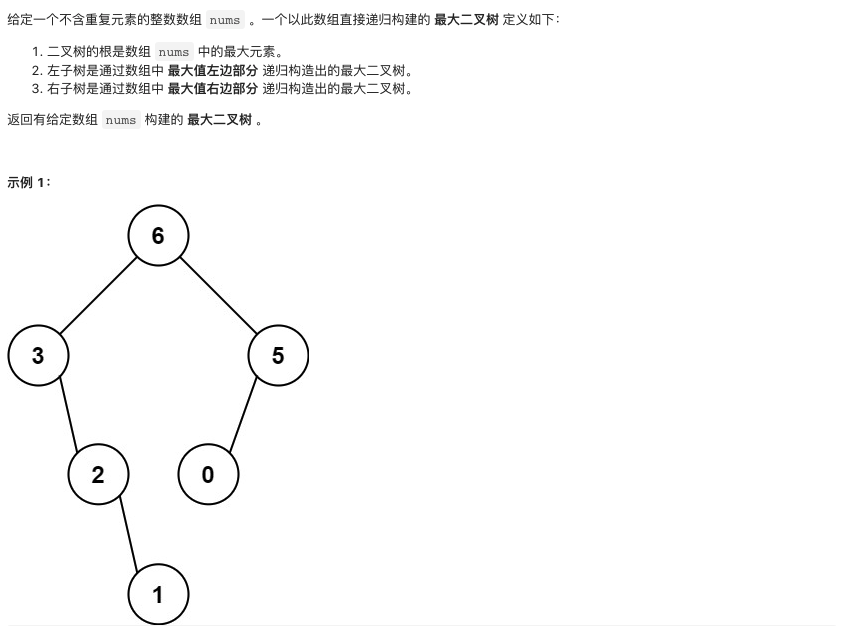 给定一个不含重复元素的整数数组 nums 。一个以此数组直接递归构建的 最大二叉树 定义如下：
1. 二叉树的根是数组 nums 中的最大元素。
2. 左子树是通过数组中 最大值左边部分 递归构造出的最大二叉树。
3. 右子树是通过数组中 最大值右边部分 递归构造出的最大二叉树。
返回有给定数组 nums 构建的 最大二叉树 。
示例 1：
6
3 5
2 0
1